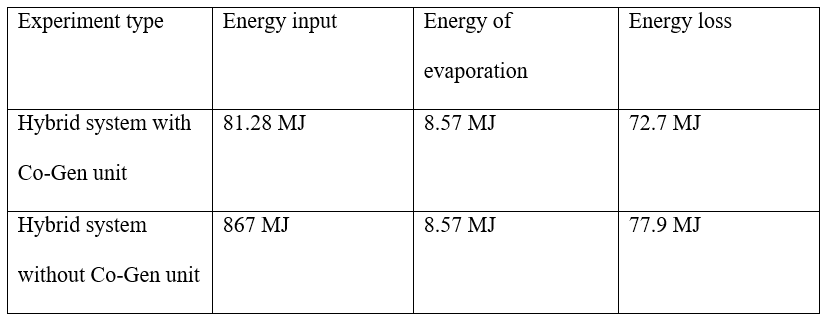 Experiment type Energy input Energy of Energy loss
evaporation
Hybrid system with 81.28 MJ 8.57 MJ 72.7 MJ
Co-Gen unit
Hybrid system 867 MJ 8.57 MJ 77.9 MJ
without Co-Gen unit